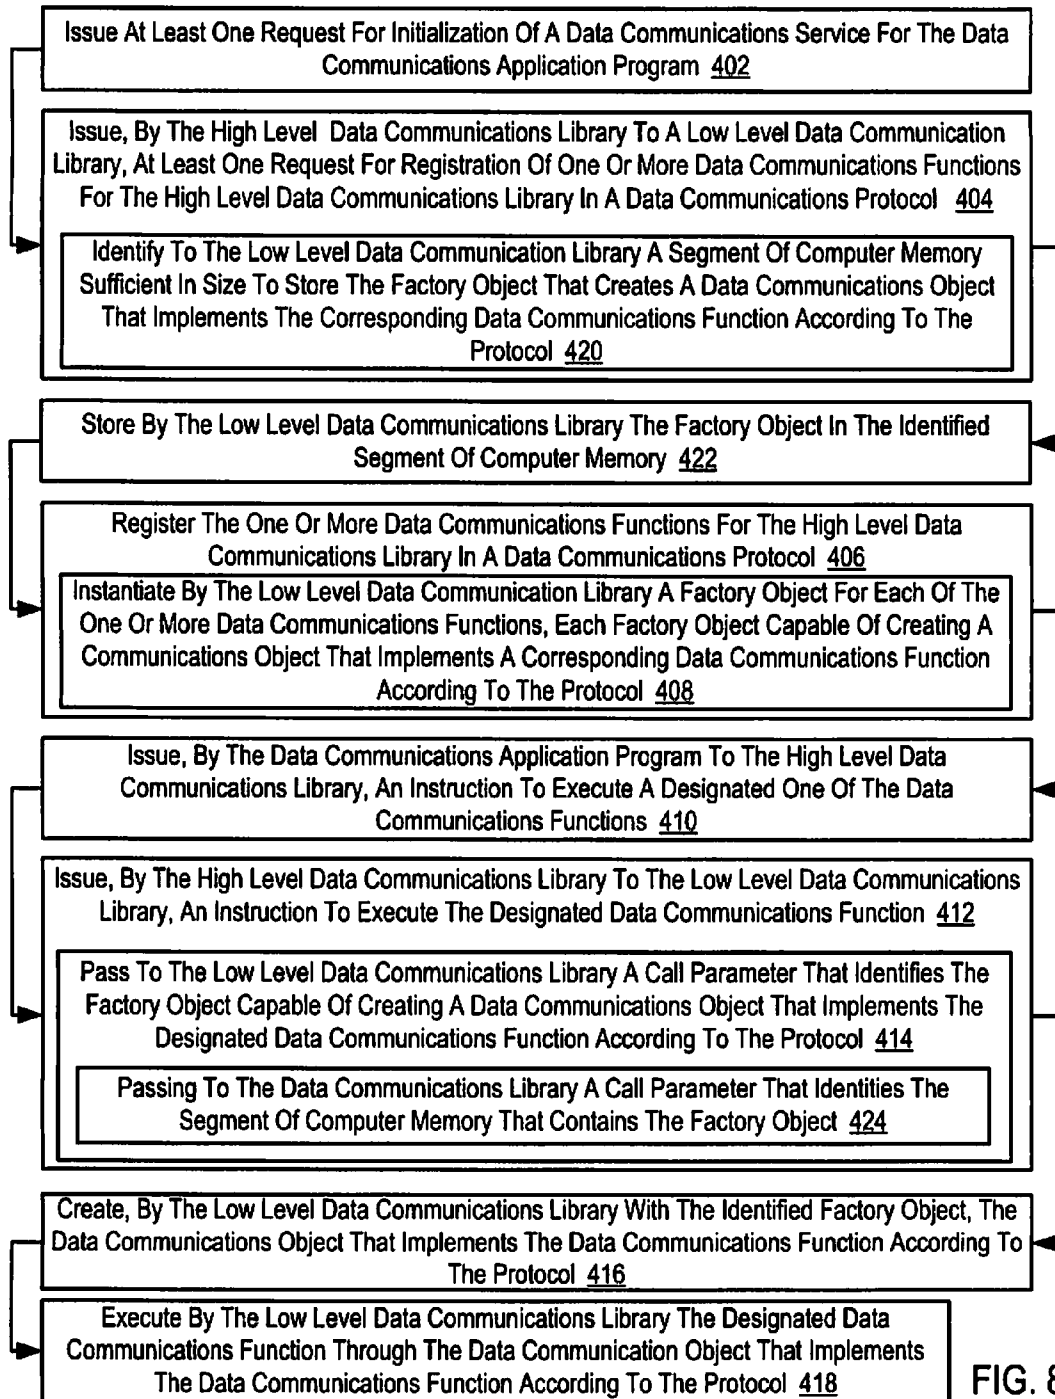 Issue At Least One Request For Initialization Of A Data Communications Service For The Data
Communications Application Program 402
Issue, By The High Level Data Communications Library To A Low Level Data Communication
Library, At Least One Request For Registration Of One Or More Data Communications Functions
For The High Level Data Communications Library In A Data Communications Protocol 404
Identify To The Low Level Data Communication Library A Segment Of Computer Memory
Sufficient In Size To Store The Factory Object That Creates A Data Communications Object
That Implements The Corresponding Data Communications Function According To The
Protocol 420
Store By The Low Level Data Communications Library The Factory Object In The Identified
Segment Of Computer Memory 422
Register The One Or More Data Communications Functions For The High Level Data
Communications Library In A Data Communications Protocol 406
Instantiate By The Low Level Data Communication Library A Factory Object For Each Of The
One Or More Data Communications Functions, Each Factory Object Capable Of Creating A
Communications Object That Implements A Corresponding Data Communications Function
According To The Protocol 408
Issue, By The Data Communications Application Program To The High Level Data
Communications Library, An Instruction To Execute A Designated One Of The Data
Communications Functions 410
Issue, By The High Level Data Communications Library To The Low Level Data Communications
Library, An Instruction To Execute The Designated Data Communications Function 412
Pass To The Low Level Data Communications Library A Call Parameter That Identifies The
Factory Object Capable Of Creating A Data Communications Object That Implements The
Designated Data Communications Function According To The Protocol 414
Passing To The Data Communications Library A Call Parameter That Identities The
Segment Of Computer Memory That Contains The Factory Object 424
Create, By The Low Level Data Communications Library With The Identified Factory Object, The
Data Communications Object That Implements The Data Communications Function According To
The Protocol 416
Execute By The Low Level Data Communications Library The Designated Data
Communications Function Through The Data Communication Object That Implements
The Data Communications Function According To The Protocol 418
FIG. 8